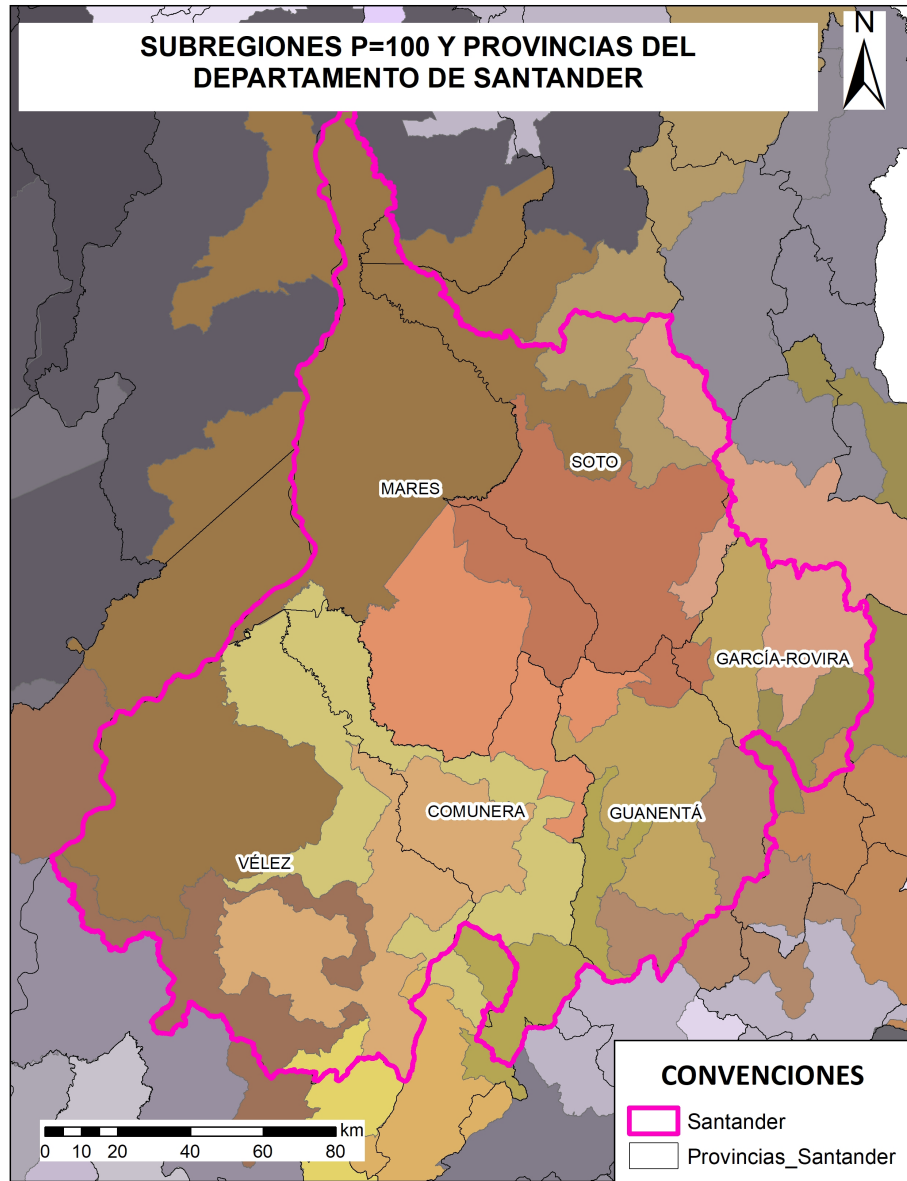 SUBREGIONES P=100 Y PROVINCIAS DEL
DEPARTAMENTO DE SANTANDER
N
SOTO
MARES
GARCÍA-ROVIRA
COMUNERA
GUANENTÁ
VÉLEZ
km
0 10 20 40 60 80
CONVENCIONES
Santander
Provincias_Santander